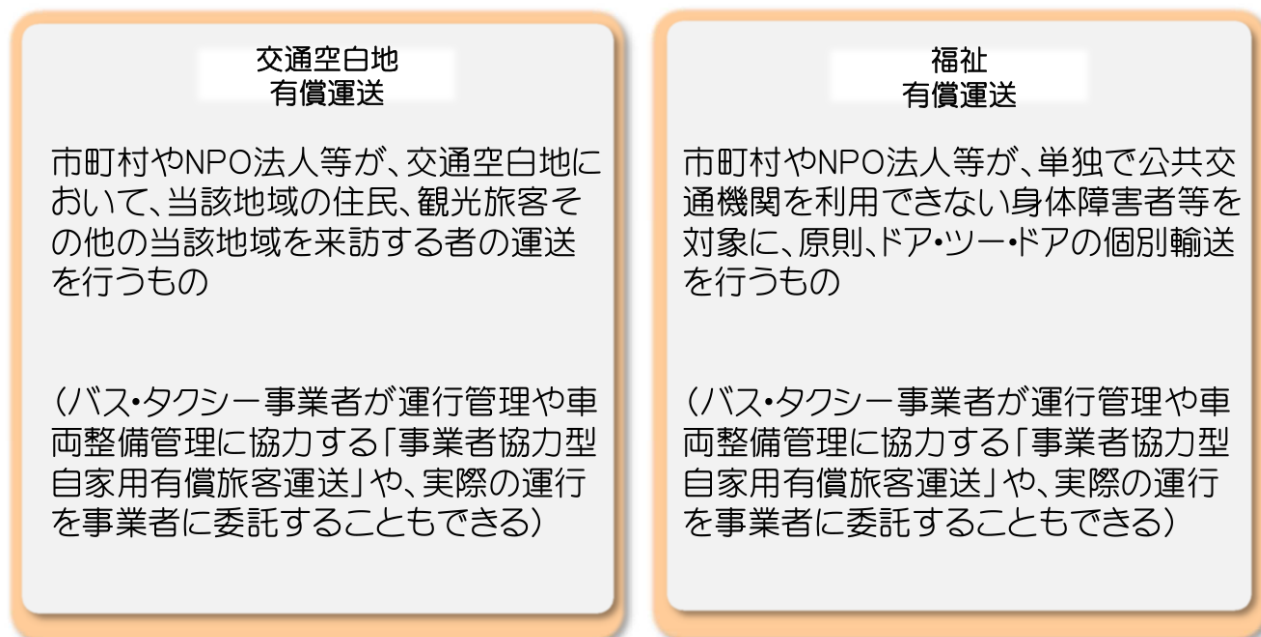 交通空白地
有償運送
市町村やNPO法人等が、交通空白地に
おいて、当該地域の住民、観光旅客そ
の他の当該地域を来訪する者の運送
を行うもの
（バス・タクシー事業者が運行管理や車
両整備管理に協力する「事業者協力型
自家用有償旅客運送」や、実際の運行
を事業者に委託することもできる）
福祉
有償運送
市町村やNPO法人等が、単独で公共交
通機関を利用できない身体障害者等を
対象に、原則、ドア・ツー・ドアの個別輸送
を行うもの
（バス・タクシー事業者が運行管理や車
両整備管理に協力する「事業者協力型
自家用有償旅客運送」や、実際の運行
を事業者に委託することもできる）